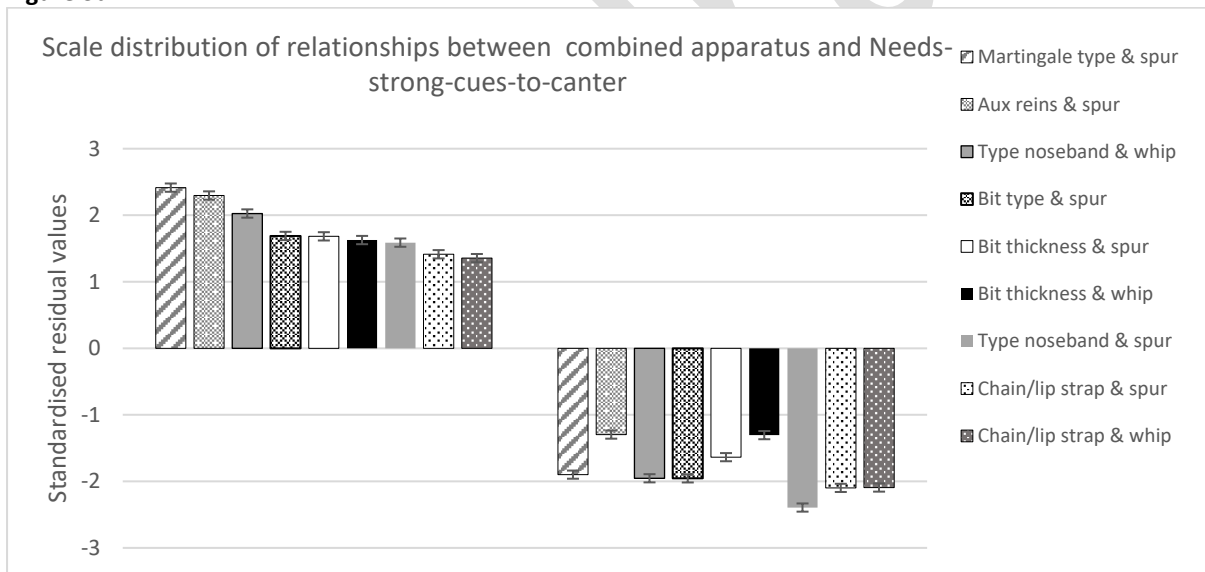 Scale distribution of relationships between combined apparatus and Needs-
strong-cues-to-canter
Standardised residual values
3
2
1
0
-1
-2
-3
Martingale type & spur
Aux reins & spur
Type noseband & whip
Bit type & spur
Bit thickness & spur
Bit thickness & whip
Type noseband & spur
Chain/lip strap & spur
Chain/lip strap & whip